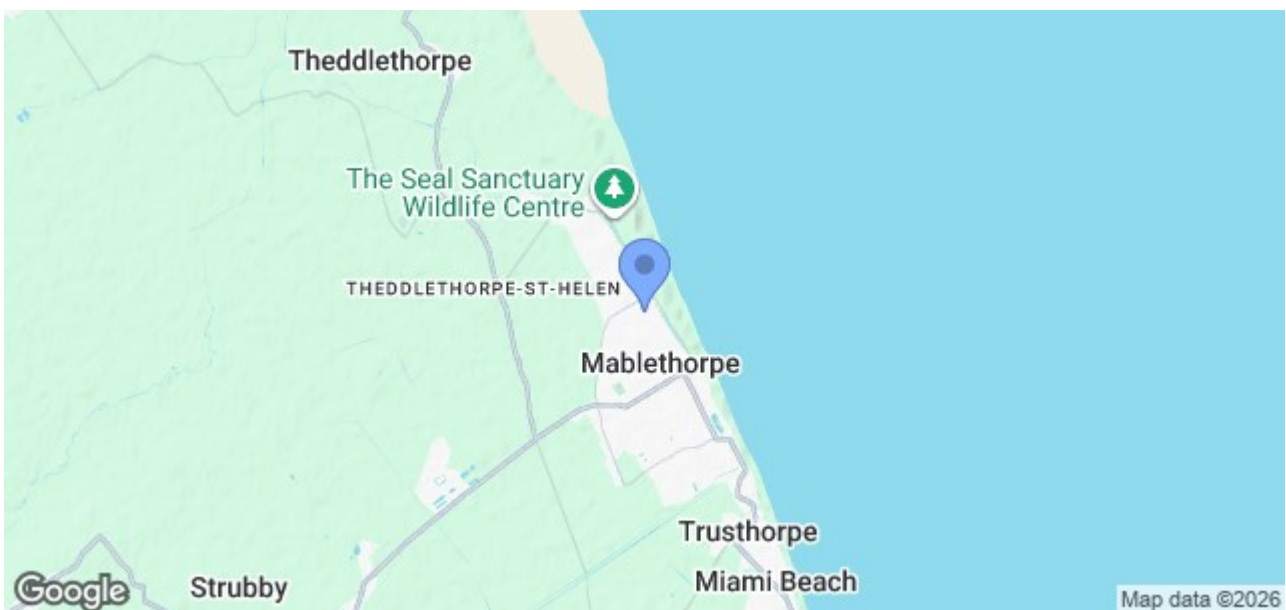 Theddlethorpe
The Seal Sanctuary
Wildlife Centre
THEDDLETHORPE-ST-HELEN
Mablethorpe
Trusthorpe
Miami Beach
Strubby
Google
Map data ©2026